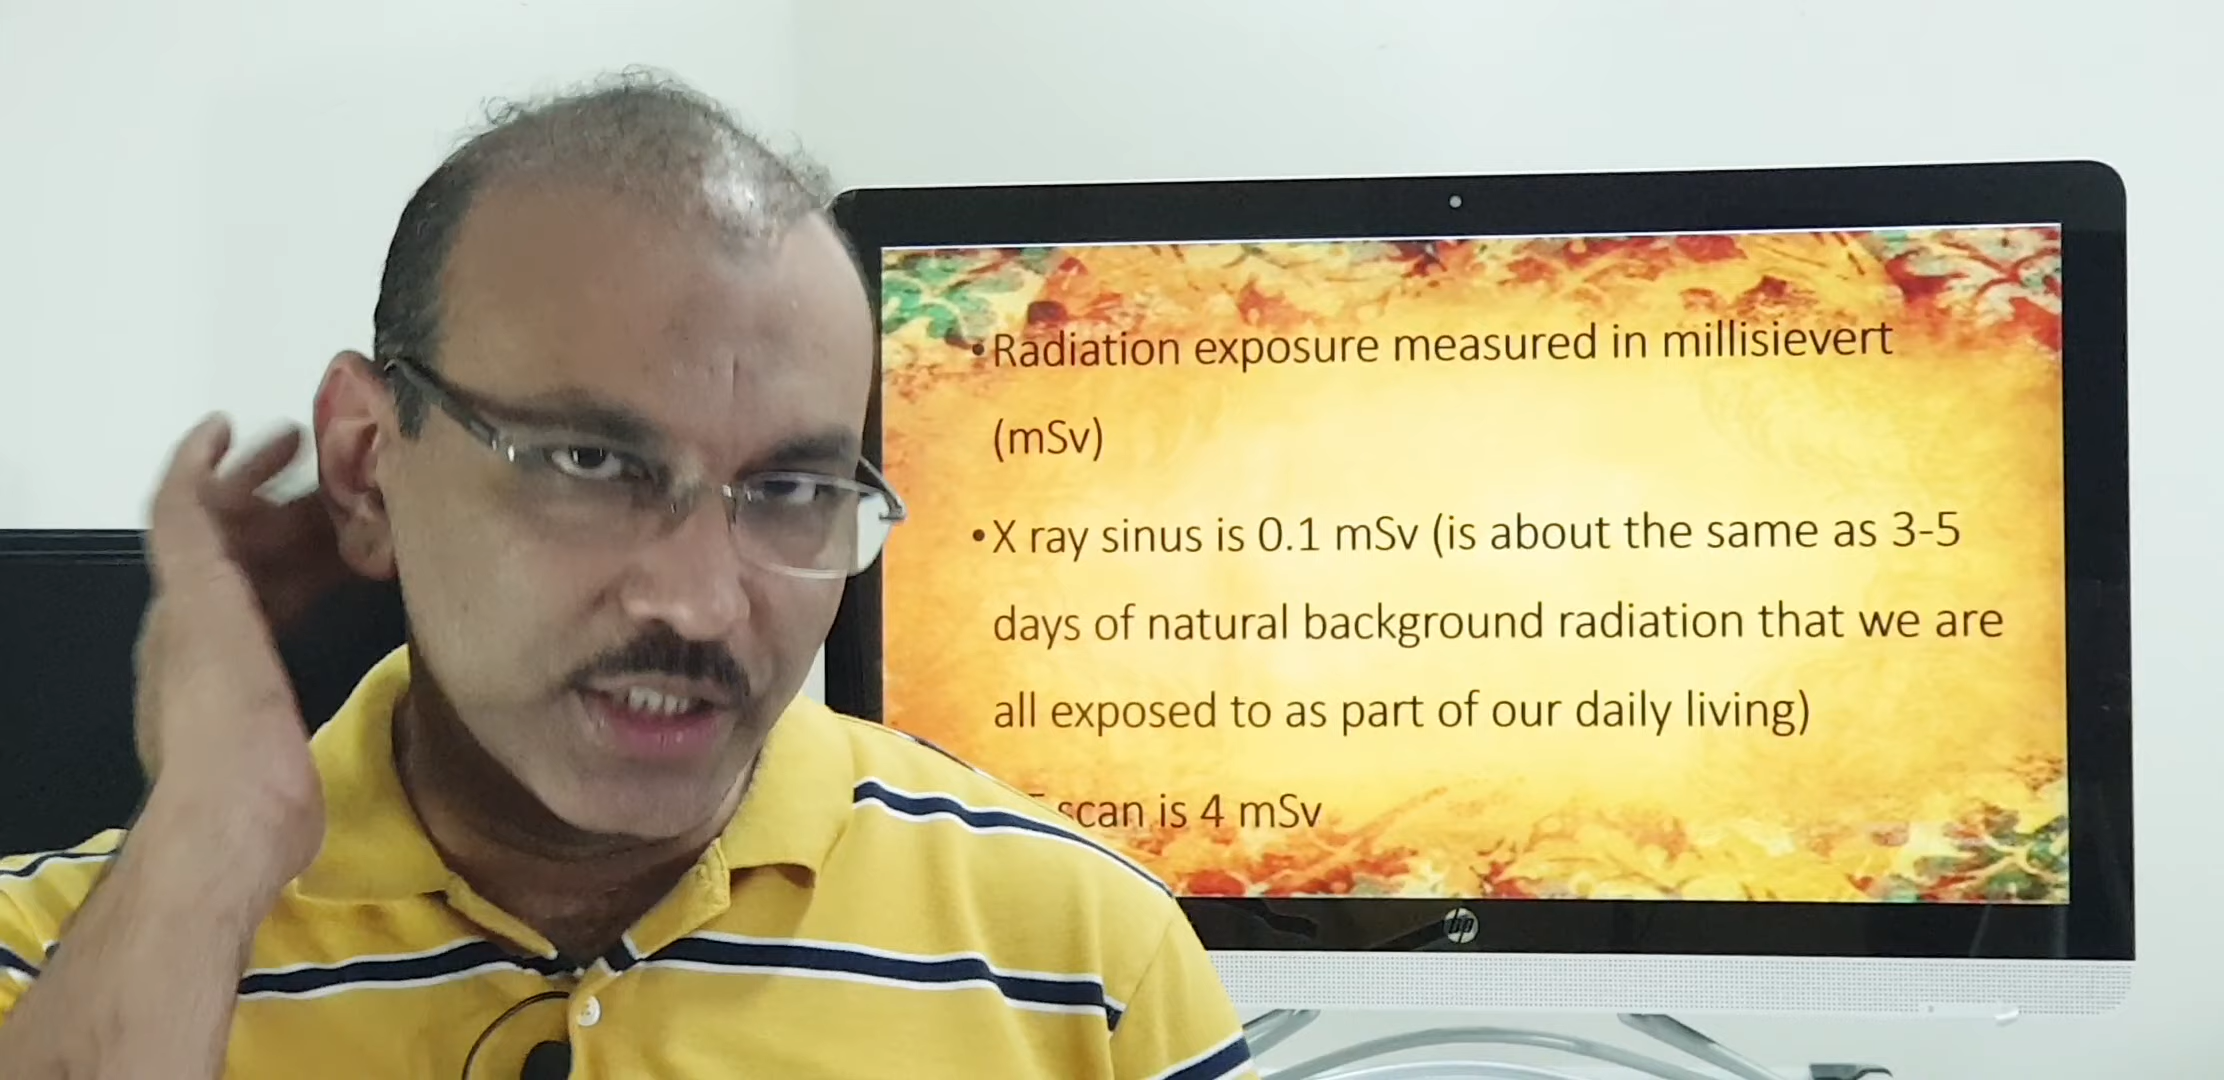 •Radiation exposure measured in millisievert
(mSv)
•X ray sinus is 0.1 mSv (is about the same as 3-5
days of natural background radiation that we are
all exposed to as part of our daily living)
scan is 4 mSv
hp